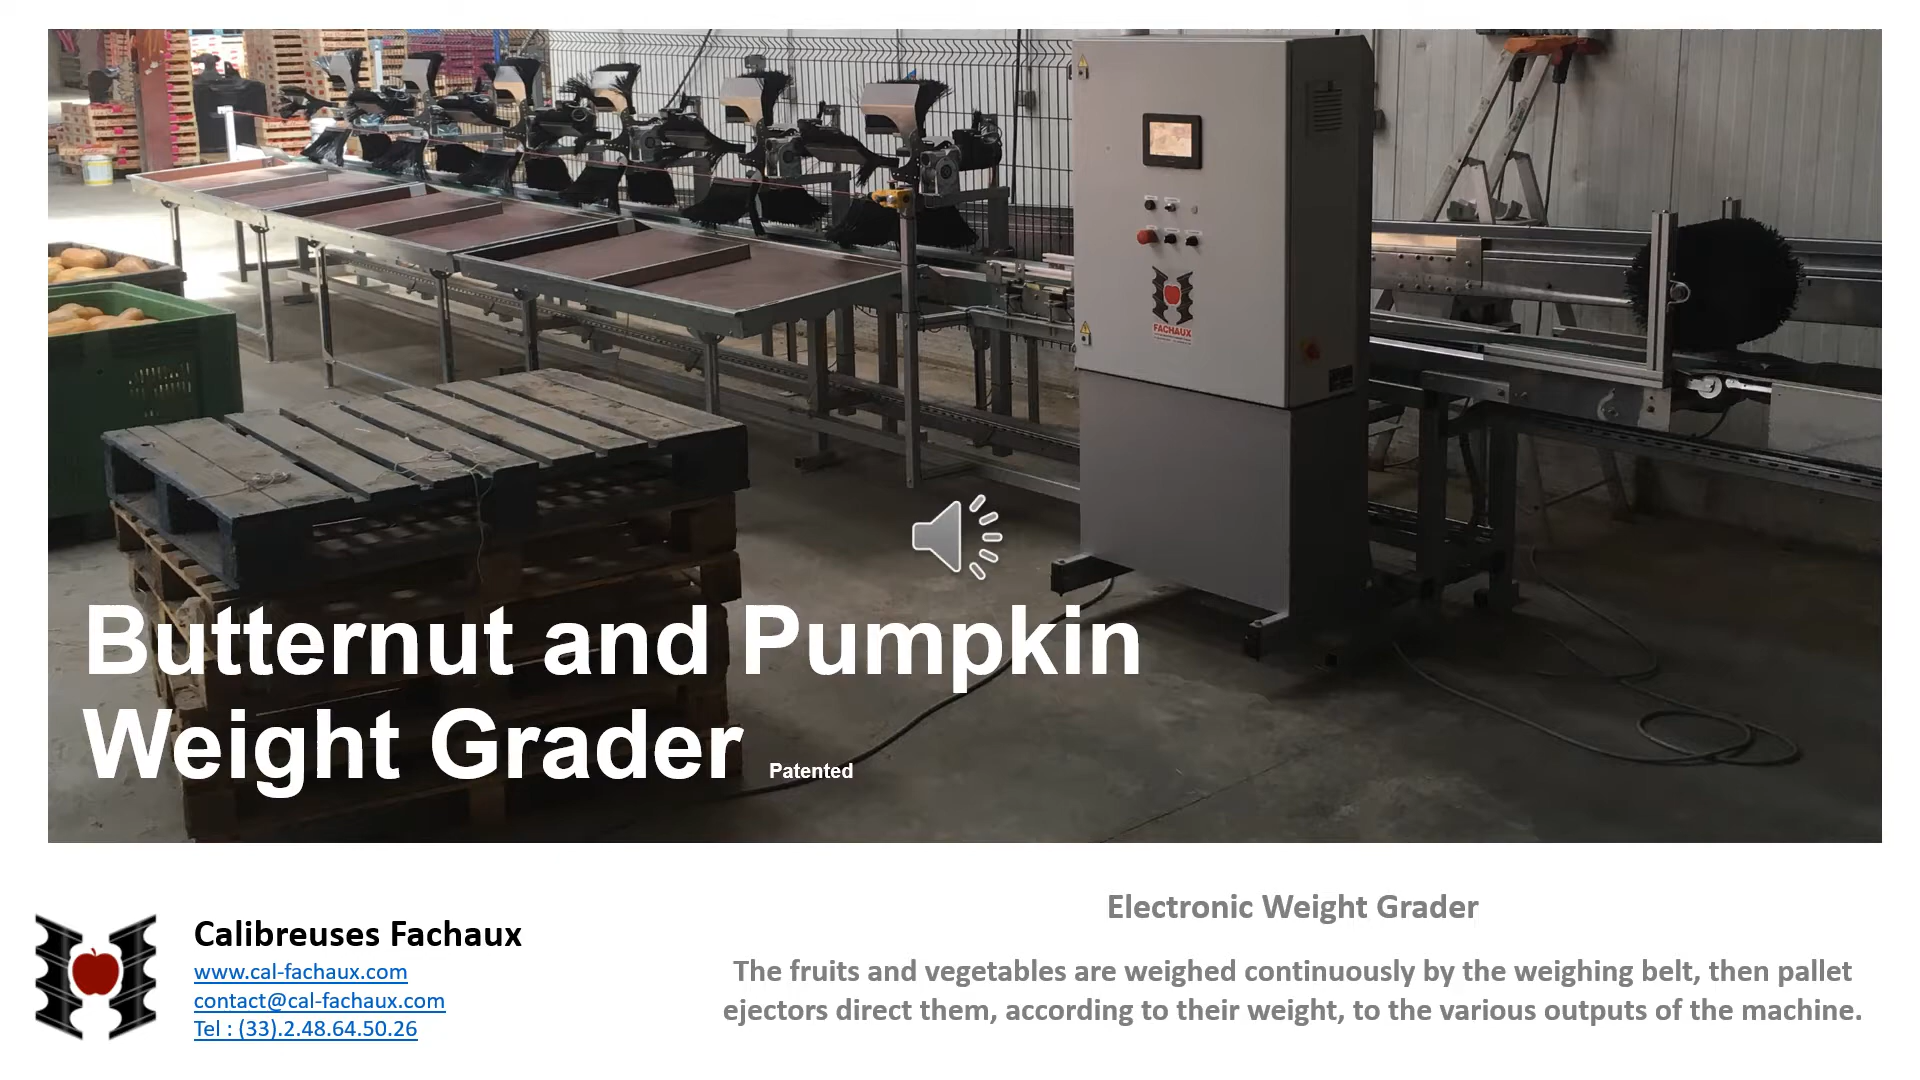 FACHAUX
Butternut and Pumpkin
Weight Grader Patented
Calibreuses Fachaux
www.cal-fachaux.com
contact@cal-fachaux.com
Tel : (33).2.48.64.50.26
Electronic Weight Grader
The fruits and vegetables are weighed continuously by the weighing belt, then pallet
ejectors direct them, according to their weight, to the various outputs of the machine.